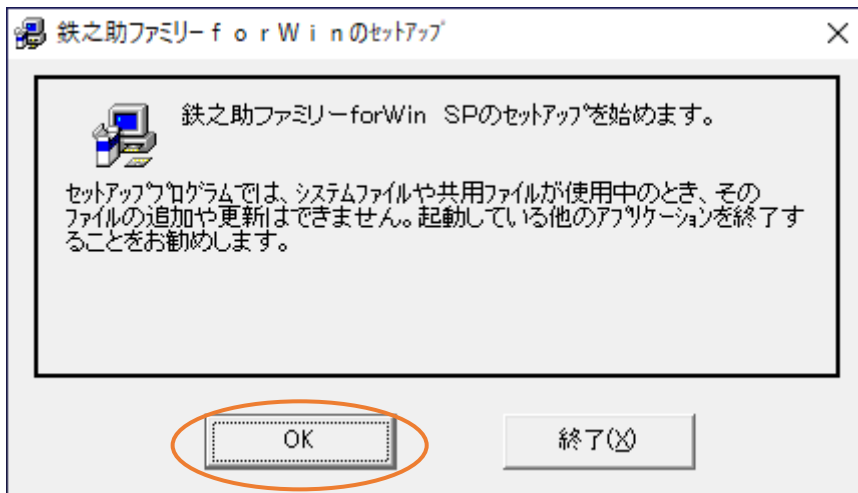 鉄之助ファミリーｆｏｒＷｉｎのｾｯﾄｱｯﾌﾟ
鉄之助ファミリーforWin　SPのｾｯﾄｱｯﾌﾟを始めます。
ｾｯﾄｱｯﾌﾟﾌﾟﾛｸﾞﾗﾑでは、ｼｽﾃﾑﾌｧｲﾙや共用ﾌｧｲﾙが使用中のとき、その
ﾌｧｲﾙの追加や更新はできません。起動している他のｱﾌﾟﾘｹｰｼｮﾝを終了す
ることをお勧めします。
OK
終了(X)